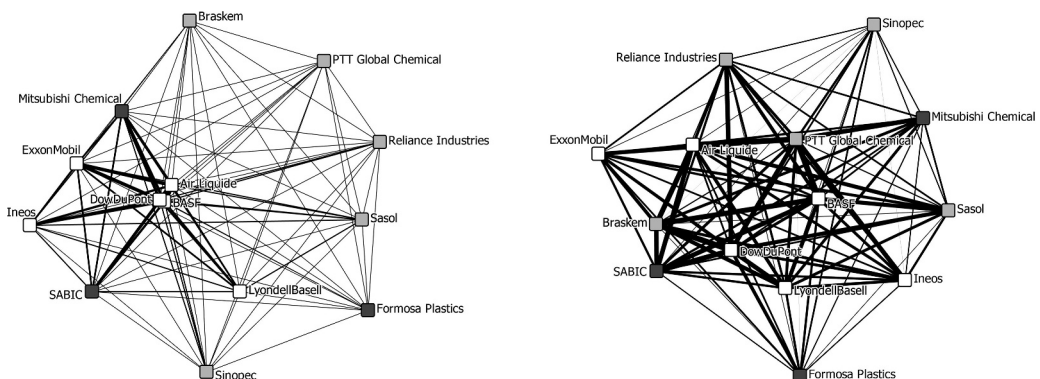 Braskem
PTT Global Chemical
Mitsubishi Chemical
Reliance Industries
ExxonMobil
Air Liquide
DowDuPont
BASF
Ineos
Sasol
SABIC
LyondellBasell
Formosa Plastics
Sinopec
Sinopec
Reliance Industries
Mitsubishi Chemical
ExxonMobil
PTT Global Chemical
Air Liquide
BASF
Sasol
Braskem
DowDuPont
SABIC
Ineos
LyondellBasell
Formosa Plastics